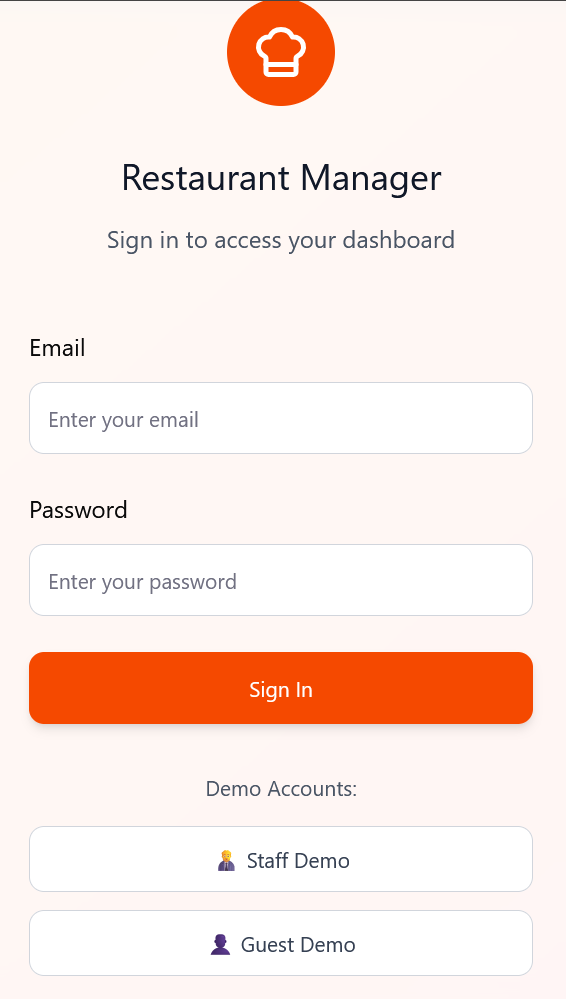 Restaurant Manager
Sign in to access your dashboard
Email
Enter your email
Password
Enter your password
Sign In
Demo Accounts:
Staff Demo
Guest Demo